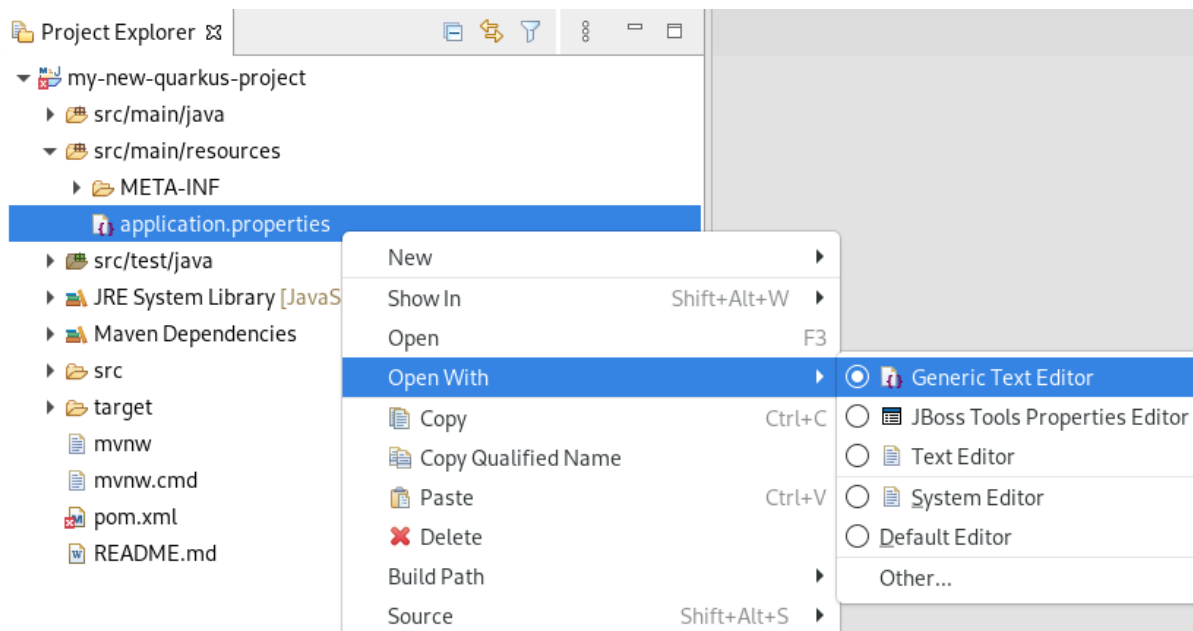 Project Explorer
my-new-quarkus-project
src/main/java
src/main/resources
META-INF
application.properties
src/test/java
JRE System Library [JavaS
Maven Dependencies
src
target
mvnw
mvnw.cmd
pom.xml
README.md
New
Show In Shift+Alt+W
Open F3
Open With
Copy Ctrl+C
Copy Qualified Name
Paste Ctrl+V
Delete
Build Path
Source Shift+Alt+S
Generic Text Editor
JBoss Tools Properties Editor
Text Editor
System Editor
Default Editor
Other...